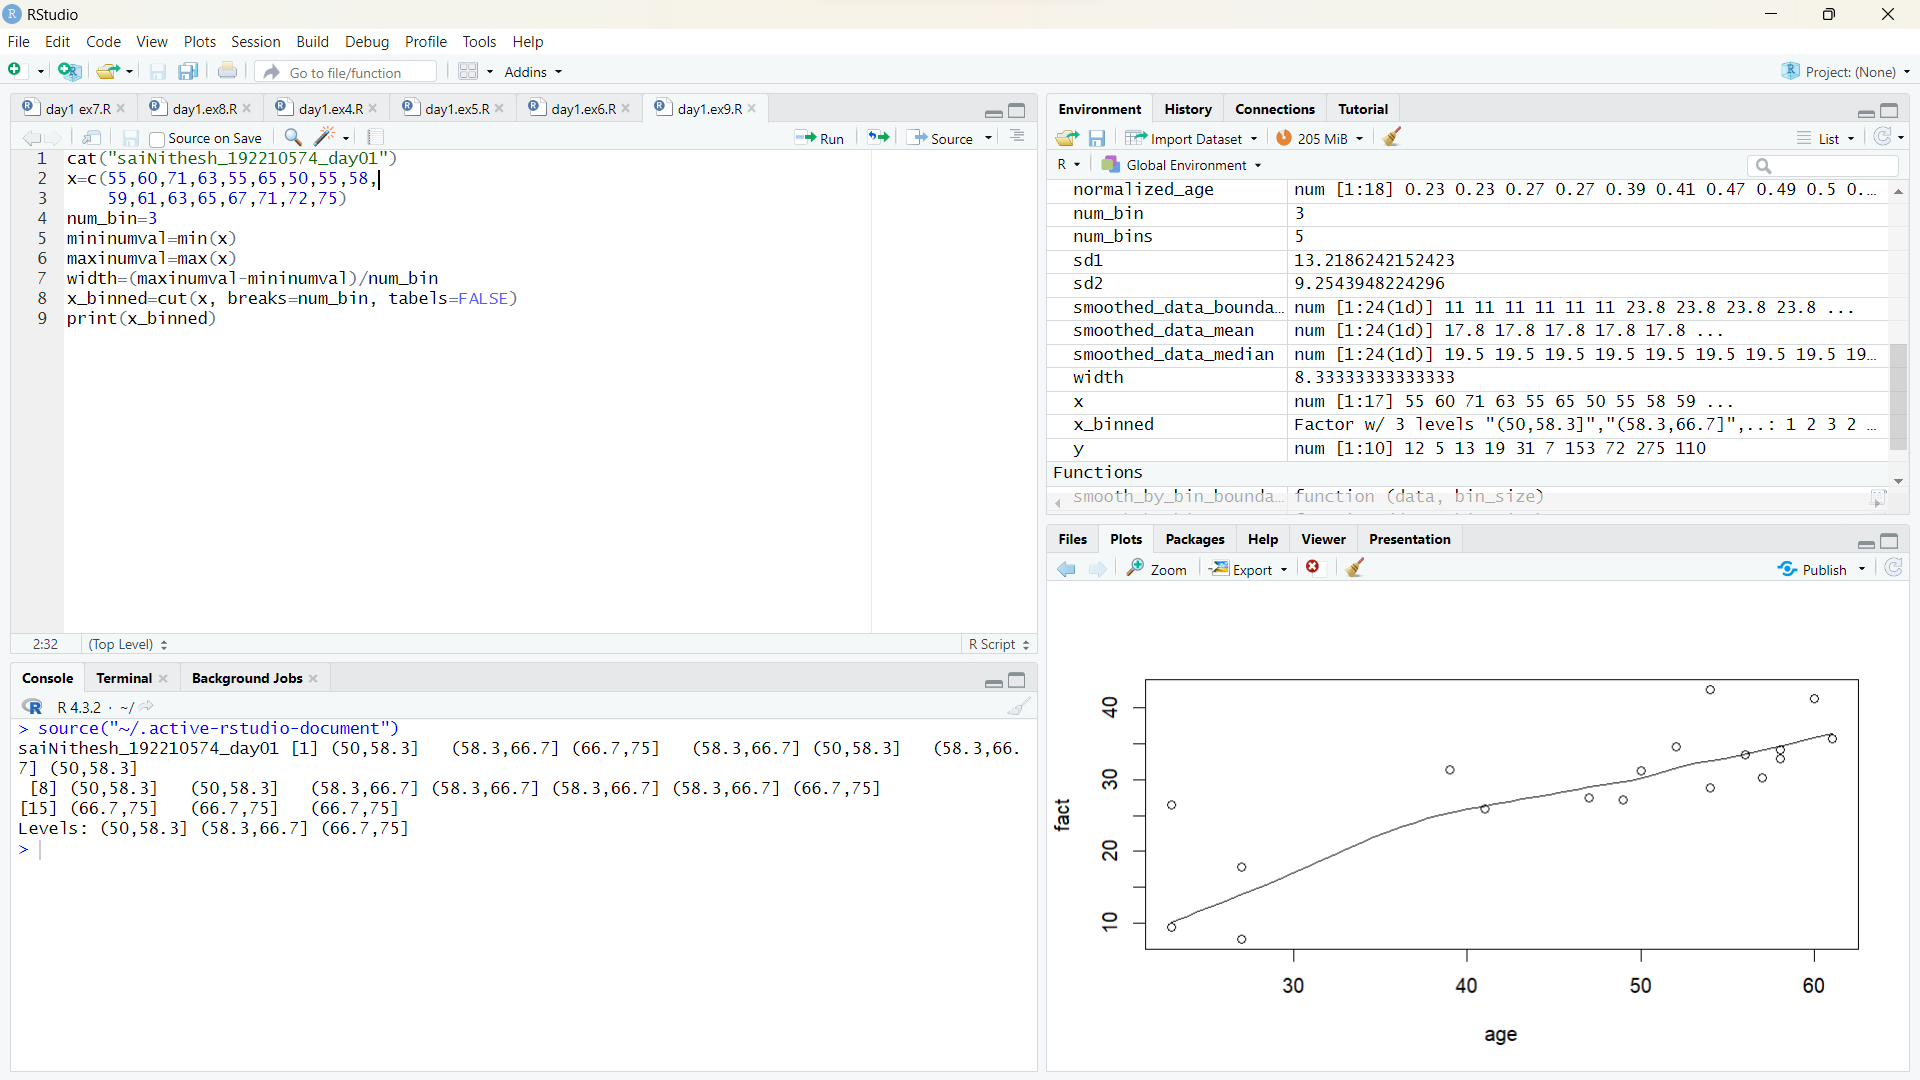 RStudio
File Edit Code View Plots Session Build Debug Profile Tools Help
Go to file/function Addins Project: (None)
day1 ex7.R day1.ex8.R day1.ex4.R day1.ex5.R day1.ex6.R day1.ex9.R
Source on Save Run Source
1 cat("saiNithesh_192210574_day01")
2 x=c(55,60,71,63,55,65,50,55,58,
3 59,61,63,65,67,71,72,75)
4 num_bin=3
5 mininumval=min(x)
6 maxinumval=max(x)
7 width=(maxinumval-mininumval)/num_bin
8 x_binned=cut(x, breaks=num_bin, tabels=FALSE)
9 print(x_binned)
2:32 (Top Level) R Script
Console Terminal Background Jobs
R 4.3.2 · ~/
> source("~/.active-rstudio-document")
saiNithesh_192210574_day01 [1] (50,58.3] (58.3,66.7] (66.7,75] (58.3,66.7] (50,58.3] (58.3,66.
7] (50,58.3]
[8] (50,58.3] (50,58.3] (58.3,66.7] (58.3,66.7] (58.3,66.7] (58.3,66.7] (66.7,75]
[15] (66.7,75] (66.7,75] (66.7,75]
Levels: (50,58.3] (58.3,66.7] (66.7,75]
>
Environment History Connections Tutorial
Import Dataset 205 MiB List
R Global Environment
normalized_age num [1:18] 0.23 0.23 0.27 0.27 0.39 0.41 0.47 0.49 0.5 0...
num_bin 3
num_bins 5
sd1 13.2186242152423
sd2 9.2543948224296
smoothed_data_bounda... num [1:24(1d)] 11 11 11 11 11 11 23.8 23.8 23.8 23.8 ...
smoothed_data_mean num [1:24(1d)] 17.8 17.8 17.8 17.8 17.8 ...
smoothed_data_median num [1:24(1d)] 19.5 19.5 19.5 19.5 19.5 19.5 19.5 19.5 19...
width 8.33333333333333
x num [1:17] 55 60 71 63 55 65 50 55 58 59 ...
x_binned Factor w/ 3 levels "(50,58.3]","(58.3,66.7]",..: 1 2 3 2 ...
y num [1:10] 12 5 13 19 31 7 153 72 275 110
Functions
smooth_by_bin_bounda... function (data, bin_size)
Files Plots Packages Help Viewer Presentation
Zoom Export Publish
fact
40
30
20
10
30 40 50 60
age